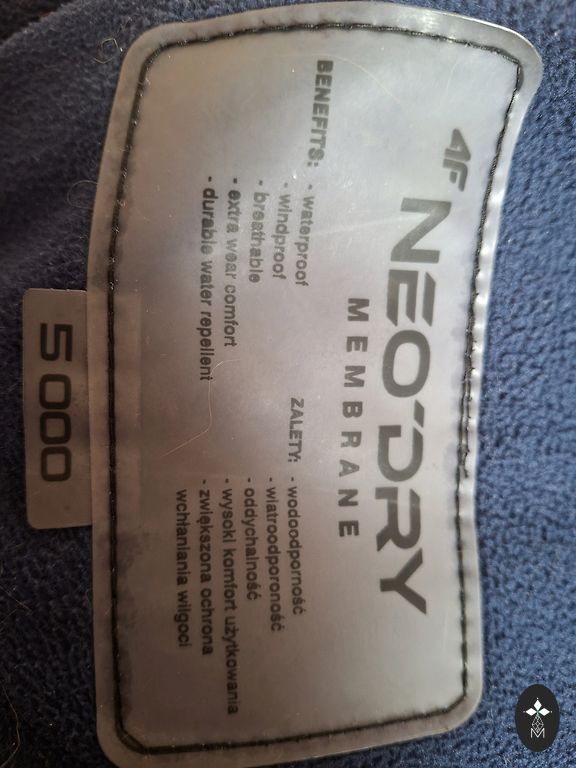 4F NEO'DRY
MEMBRANE
BENEFITS: - waterproof
- windproof
- breathable
- extra wear comfort
- durable water repellent
ZALETY: - wodoodporność
- wiatroodporoność
- oddychalność
- wysoki komfort użytkowania
- zwiększona ochrona
wchłaniania wilgoci
5 000